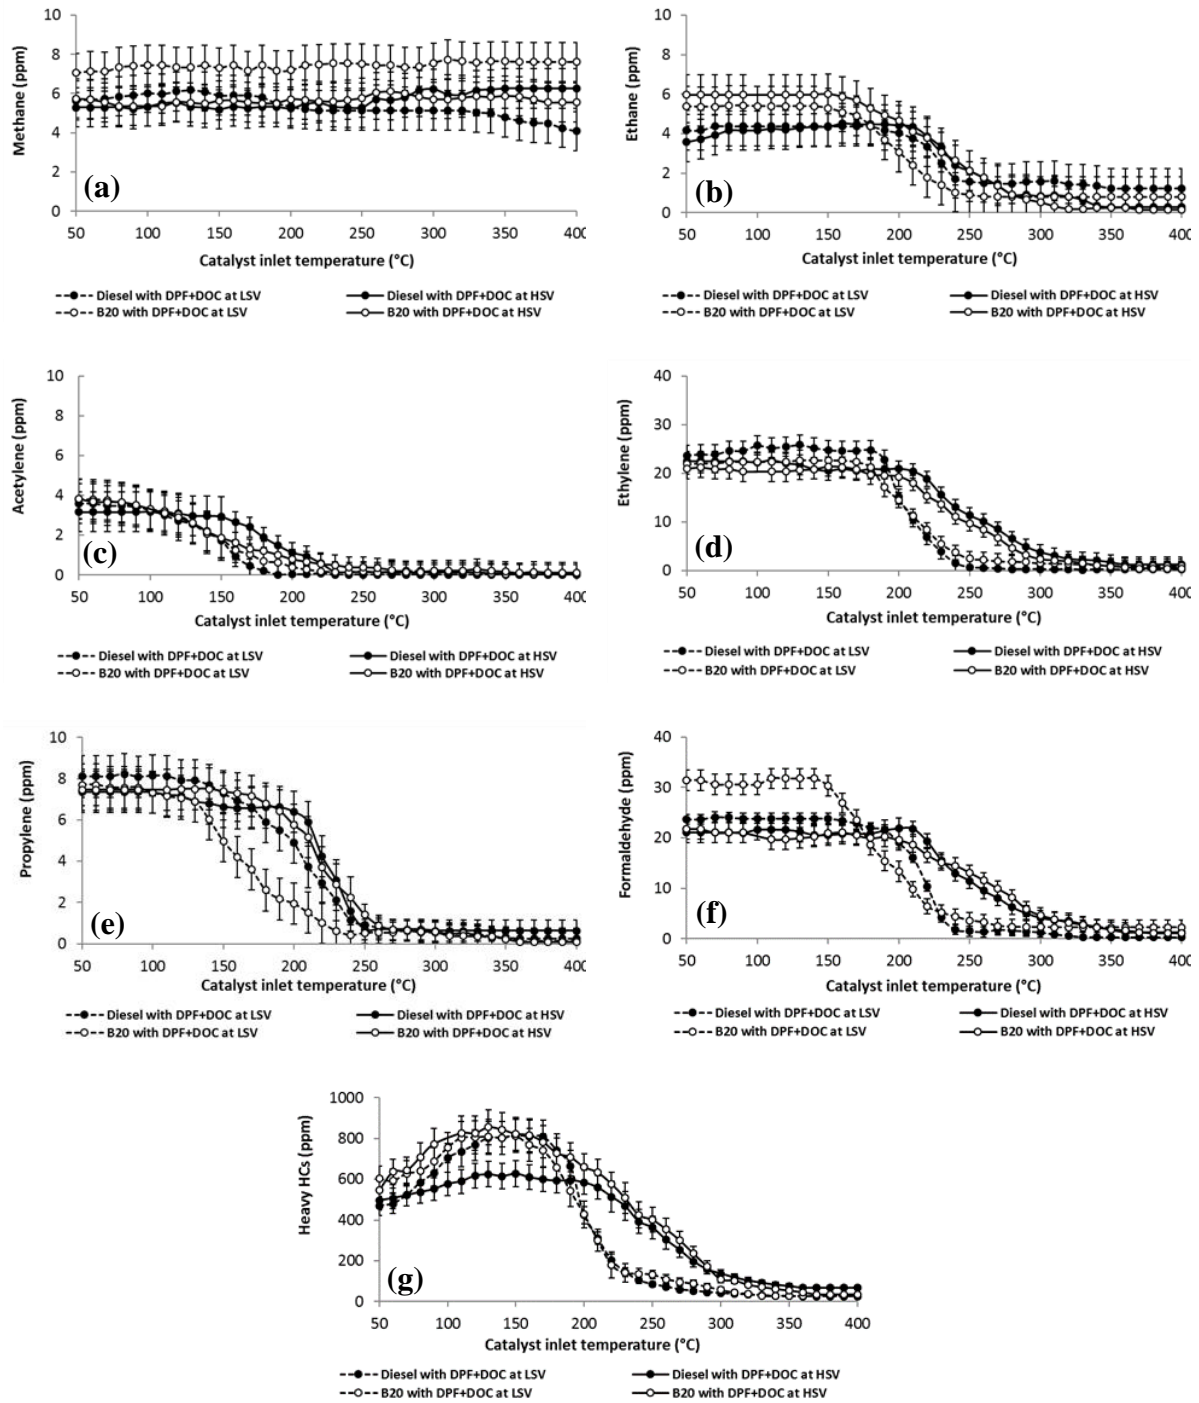 10
8
6
4
2
0
Methane (ppm)
(a)
50 100 150 200 250 300 350 400
Catalyst inlet temperature (°C)
Diesel with DPF+DOC at LSV Diesel with DPF+DOC at HSV
B20 with DPF+DOC at LSV B20 with DPF+DOC at HSV
10
8
6
4
2
0
Ethane (ppm)
(b)
50 100 150 200 250 300 350 400
Catalyst inlet temperature (°C)
Diesel with DPF+DOC at LSV Diesel with DPF+DOC at HSV
B20 with DPF+DOC at LSV B20 with DPF+DOC at HSV
10
8
6
4
2
0
Acetylene (ppm)
(c)
50 100 150 200 250 300 350 400
Catalyst inlet temperature (°C)
Diesel with DPF+DOC at LSV Diesel with DPF+DOC at HSV
B20 with DPF+DOC at LSV B20 with DPF+DOC at HSV
40
30
20
10
0
Ethylene (ppm)
(d)
50 100 150 200 250 300 350 400
Catalyst inlet temperature (°C)
Diesel with DPF+DOC at LSV Diesel with DPF+DOC at HSV
B20 with DPF+DOC at LSV B20 with DPF+DOC at HSV
10
8
6
4
2
0
Propylene (ppm)
(e)
50 100 150 200 250 300 350 400
Catalyst inlet temperature (°C)
Diesel with DPF+DOC at LSV Diesel with DPF+DOC at HSV
B20 with DPF+DOC at LSV B20 with DPF+DOC at HSV
40
30
20
10
0
Formaldehyde (ppm)
(f)
50 100 150 200 250 300 350 400
Catalyst inlet temperature (°C)
Diesel with DPF+DOC at LSV Diesel with DPF+DOC at HSV
B20 with DPF+DOC at LSV B20 with DPF+DOC at HSV
1000
800
600
400
200
0
Heavy HCs (ppm)
(g)
50 100 150 200 250 300 350 400
Catalyst inlet temperature (°C)
Diesel with DPF+DOC at LSV Diesel with DPF+DOC at HSV
B20 with DPF+DOC at LSV B20 with DPF+DOC at HSV